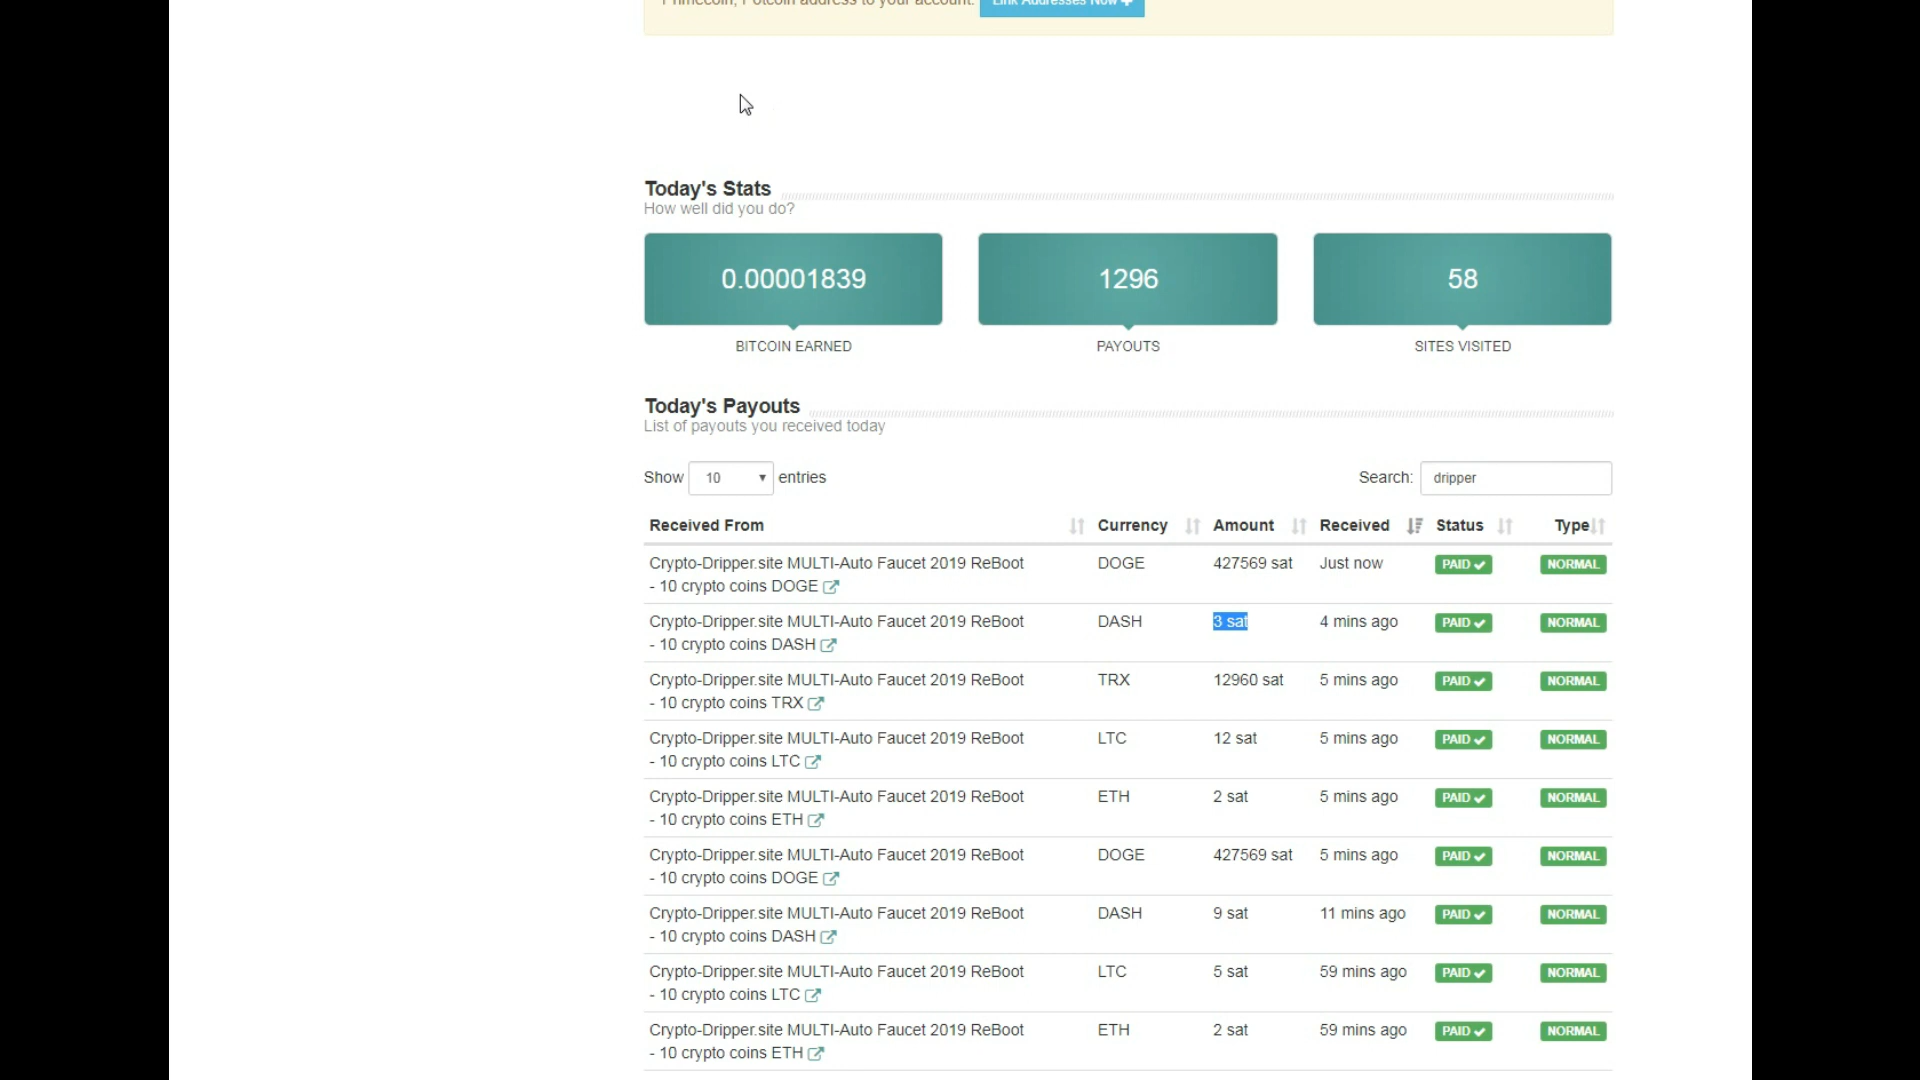 Primecoin, Potcoin address to your account. Link Addresses Now
Today's Stats
How well did you do?
0.00001839 1296 58
BITCOIN EARNED PAYOUTS SITES VISITED
Today's Payouts
List of payouts you received today
Show 10 entries Search: dripper
Received From Currency Amount Received Status Type
Crypto-Dripper.site MULTI-Auto Faucet 2019 ReBoot DOGE 427569 sat Just now PAID NORMAL
- 10 crypto coins DOGE
Crypto-Dripper.site MULTI-Auto Faucet 2019 ReBoot DASH 3 sat 4 mins ago PAID NORMAL
- 10 crypto coins DASH
Crypto-Dripper.site MULTI-Auto Faucet 2019 ReBoot TRX 12960 sat 5 mins ago PAID NORMAL
- 10 crypto coins TRX
Crypto-Dripper.site MULTI-Auto Faucet 2019 ReBoot LTC 12 sat 5 mins ago PAID NORMAL
- 10 crypto coins LTC
Crypto-Dripper.site MULTI-Auto Faucet 2019 ReBoot ETH 2 sat 5 mins ago PAID NORMAL
- 10 crypto coins ETH
Crypto-Dripper.site MULTI-Auto Faucet 2019 ReBoot DOGE 427569 sat 5 mins ago PAID NORMAL
- 10 crypto coins DOGE
Crypto-Dripper.site MULTI-Auto Faucet 2019 ReBoot DASH 9 sat 11 mins ago PAID NORMAL
- 10 crypto coins DASH
Crypto-Dripper.site MULTI-Auto Faucet 2019 ReBoot LTC 5 sat 59 mins ago PAID NORMAL
- 10 crypto coins LTC
Crypto-Dripper.site MULTI-Auto Faucet 2019 ReBoot ETH 2 sat 59 mins ago PAID NORMAL
- 10 crypto coins ETH